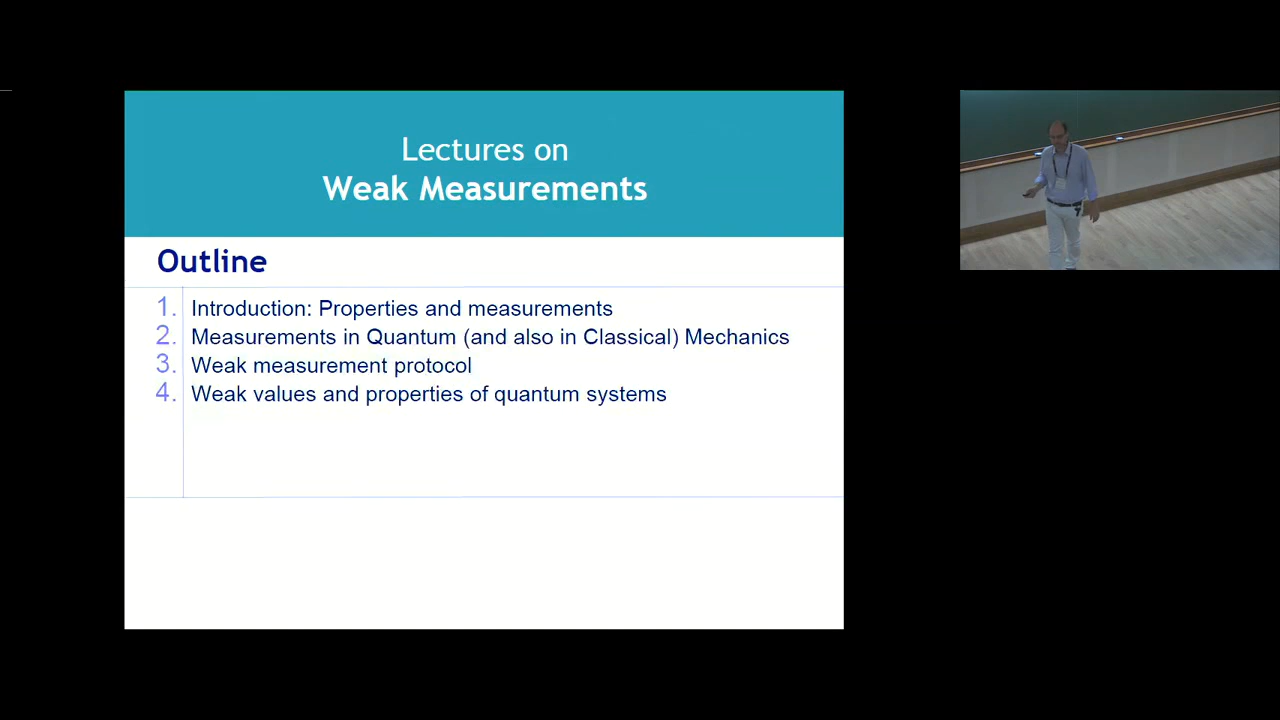 Lectures on
Weak Measurements
Outline
1. Introduction: Properties and measurements
2. Measurements in Quantum (and also in Classical) Mechanics
3. Weak measurement protocol
4. Weak values and properties of quantum systems